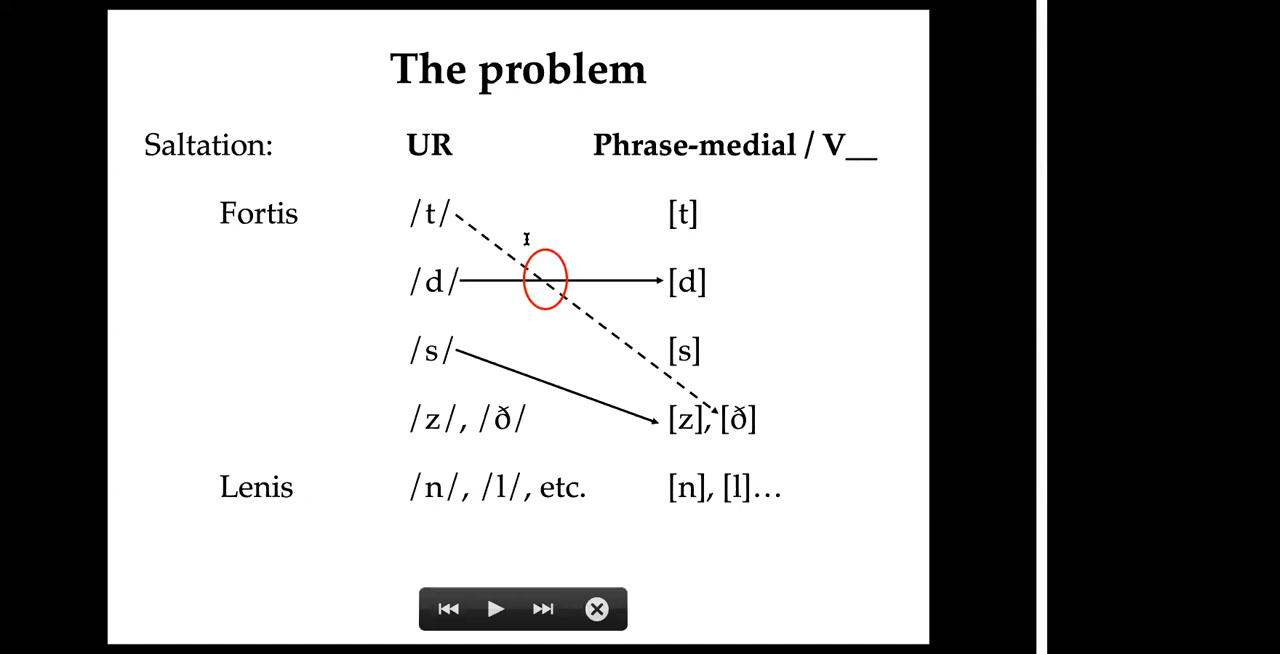 The problem
Saltation: UR Phrase-medial / V__
Fortis /t/ [t]
/d/ [d]
/s/ [s]
/z/, /ð/ [z], [ð]
Lenis /n/, /l/, etc. [n], [l]…